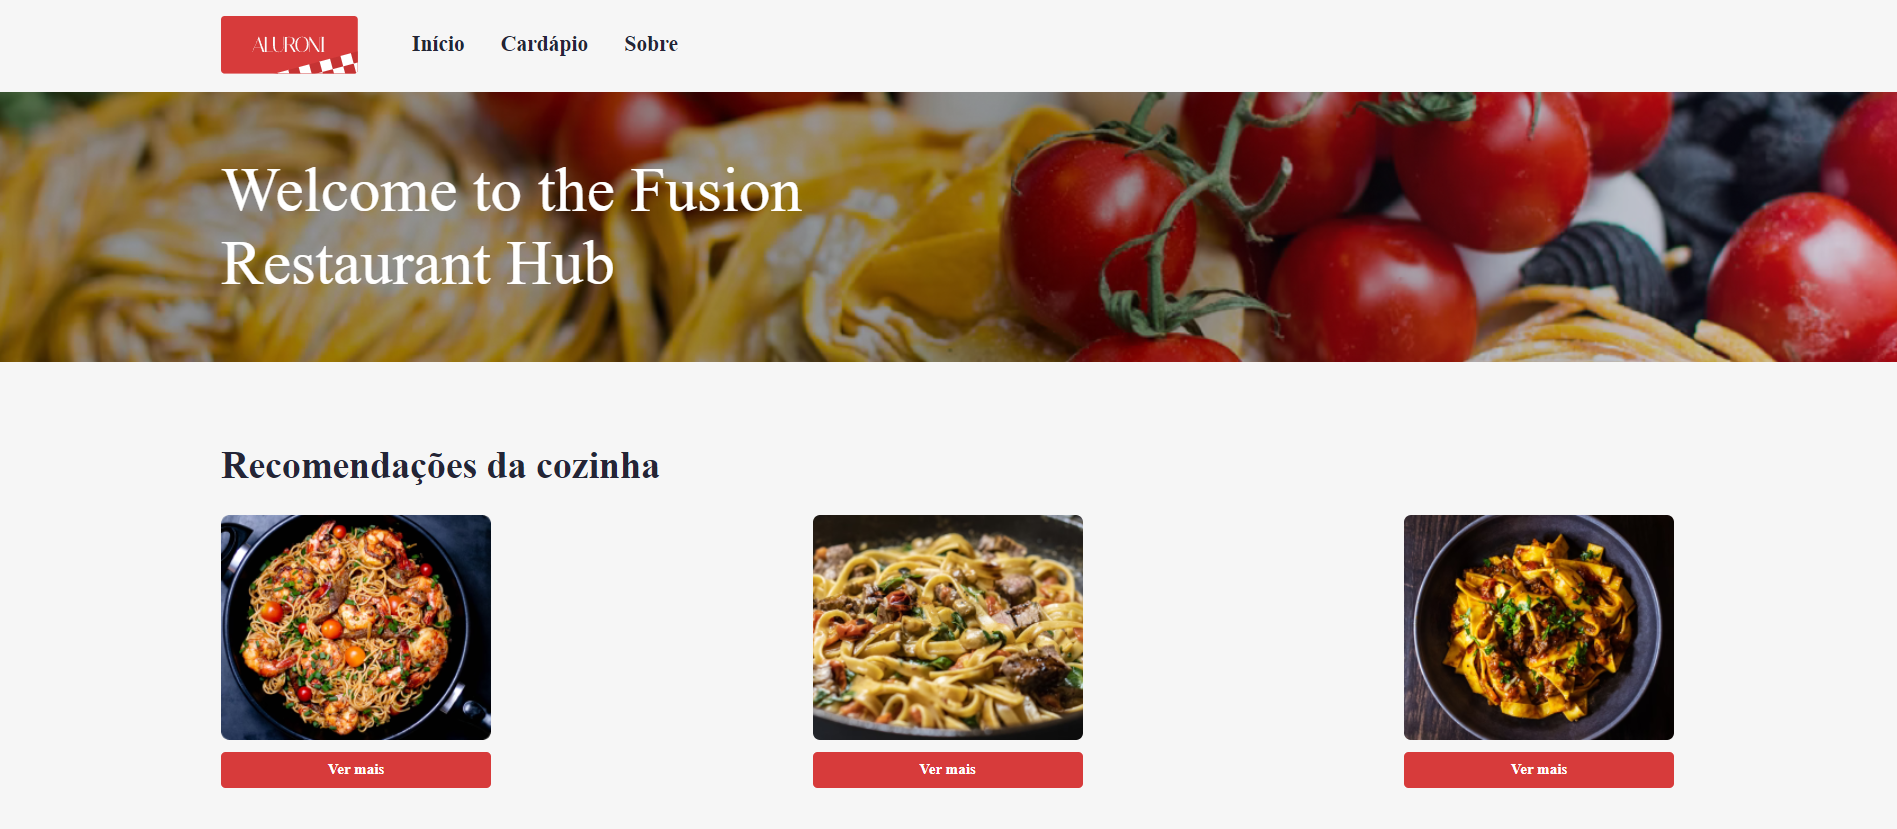 ALURONI
Início Cardápio Sobre
Welcome to the Fusion
Restaurant Hub
Recomendações da cozinha
Ver mais Ver mais Ver mais